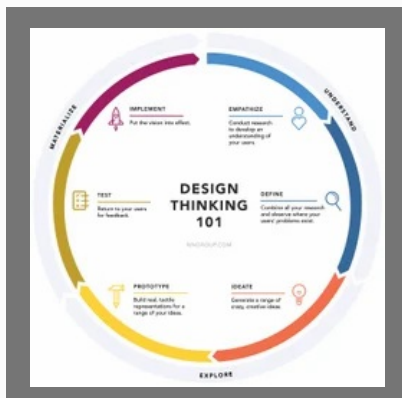 DESIGN
THINKING
101
NNGROUP.COM
UNDERSTAND
EMPATHIZE
Conduct research
to develop an
understanding of
your users.
DEFINE
Combine all your research
and observe where your
users' problems exist.
EXPLORE
IDEATE
Generate a range of
crazy, creative ideas.
PROTOTYPE
Build real, tactile
representations for a
range of your ideas.
MATERIALIZE
TEST
Return to your users
for feedback.
IMPLEMENT
Put the vision into effect.